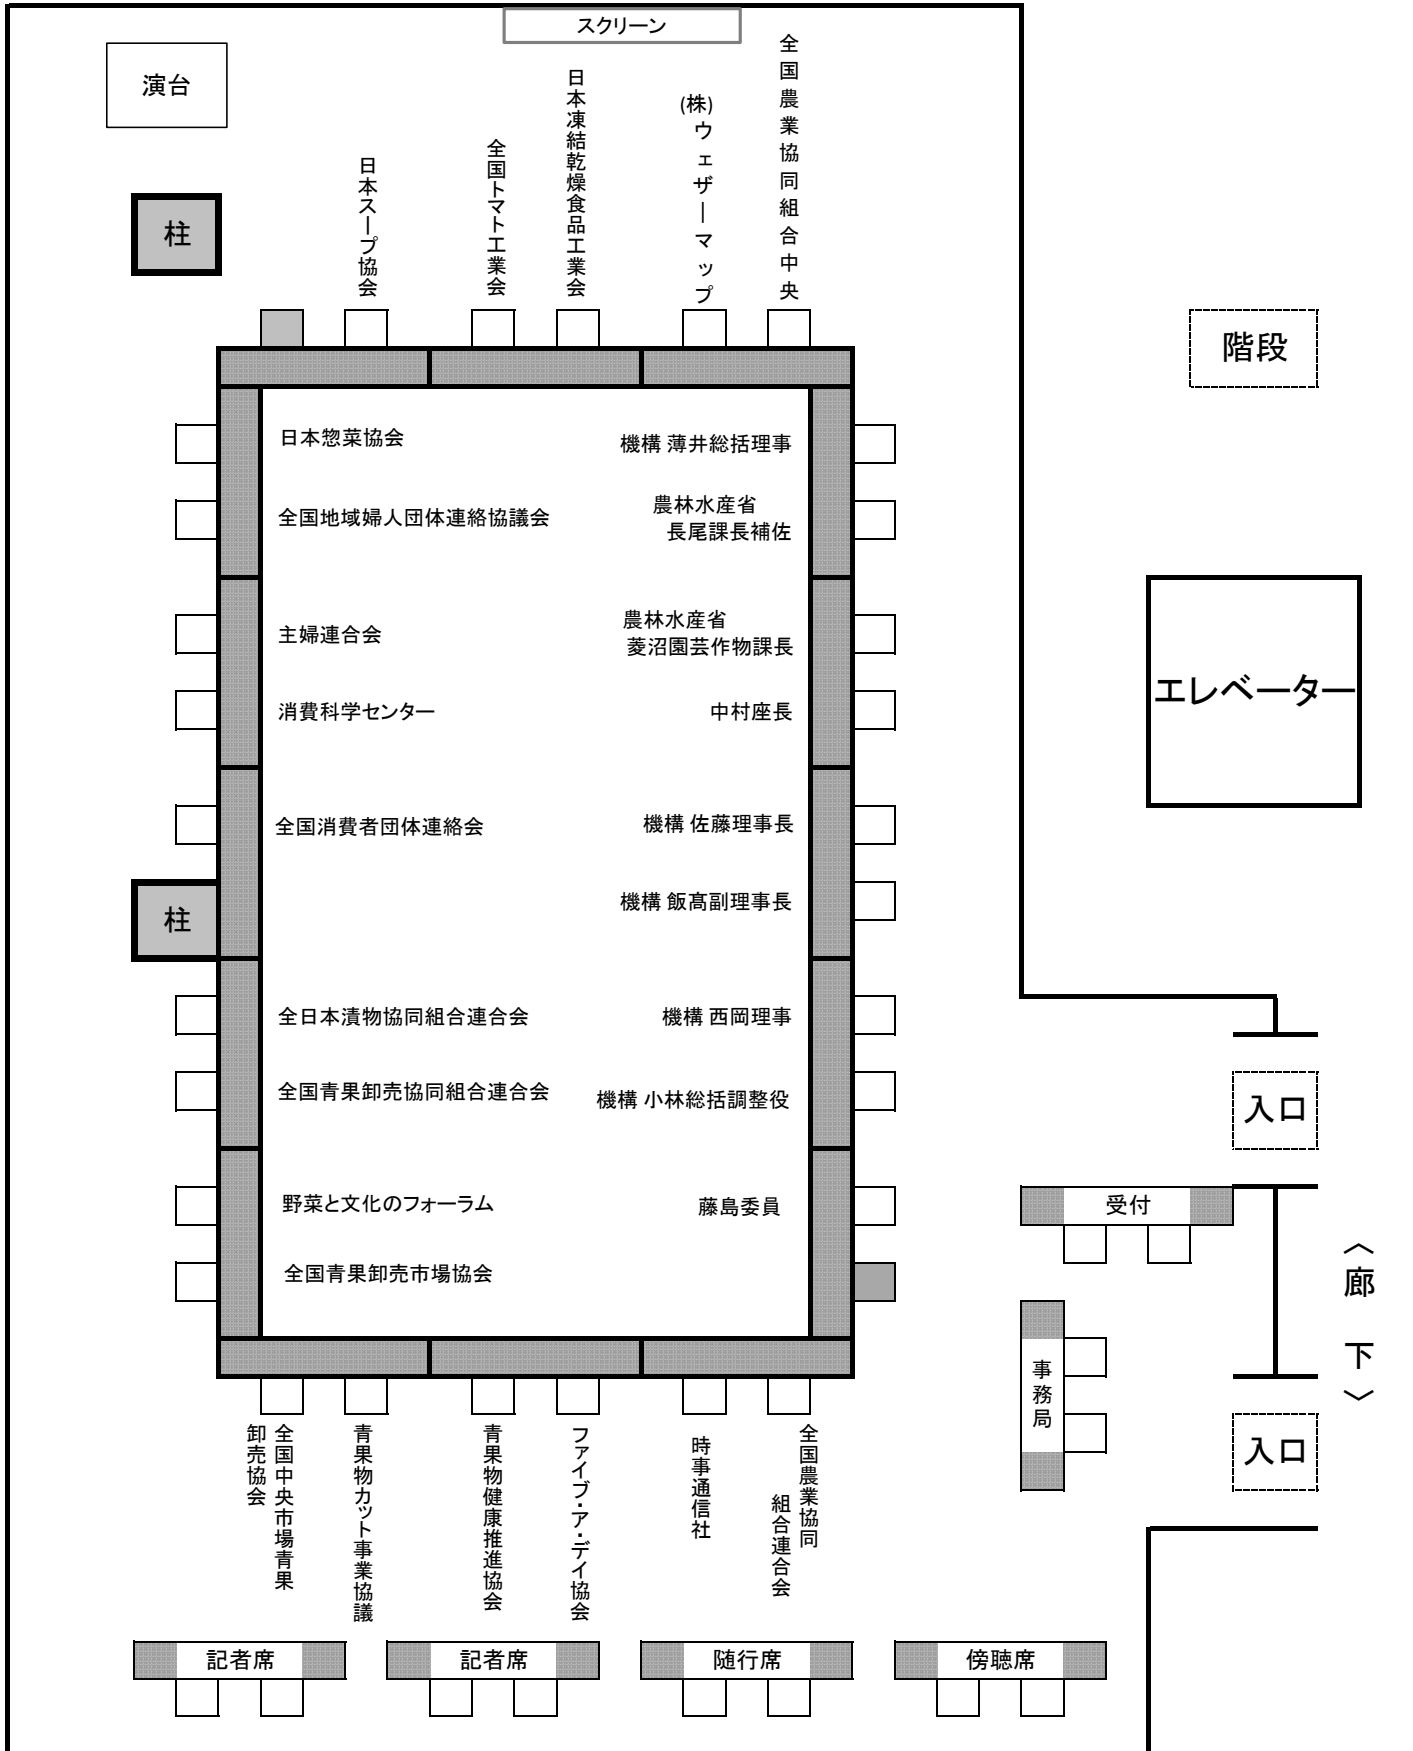 スクリーン
演台
柱
日本スープ協会
全国トマト工業会
日本凍結乾燥食品工業会
(株)ウェザーマップ
全国農業協同組合中央
階段
日本惣菜協会
機構 薄井総括理事
全国地域婦人団体連絡協議会
農林水産省
長尾課長補佐
主婦連合会
農林水産省
菱沼園芸作物課長
エレベーター
消費科学センター
中村座長
全国消費者団体連絡会
機構 佐藤理事長
柱
機構 飯髙副理事長
全日本漬物協同組合連合会
機構 西岡理事
全国青果卸売協同組合連合会
機構 小林総括調整役
入口
野菜と文化のフォーラム
藤島委員
受付
全国青果卸売市場協会
〈廊 下〉
事務局
入口
全国中央市場青果
卸売協会
青果物カット事業協議
青果物健康推進協会
ファイブ・ア・デイ協会
時事通信社
全国農業協同
組合連合会
記者席
記者席
随行席
傍聴席